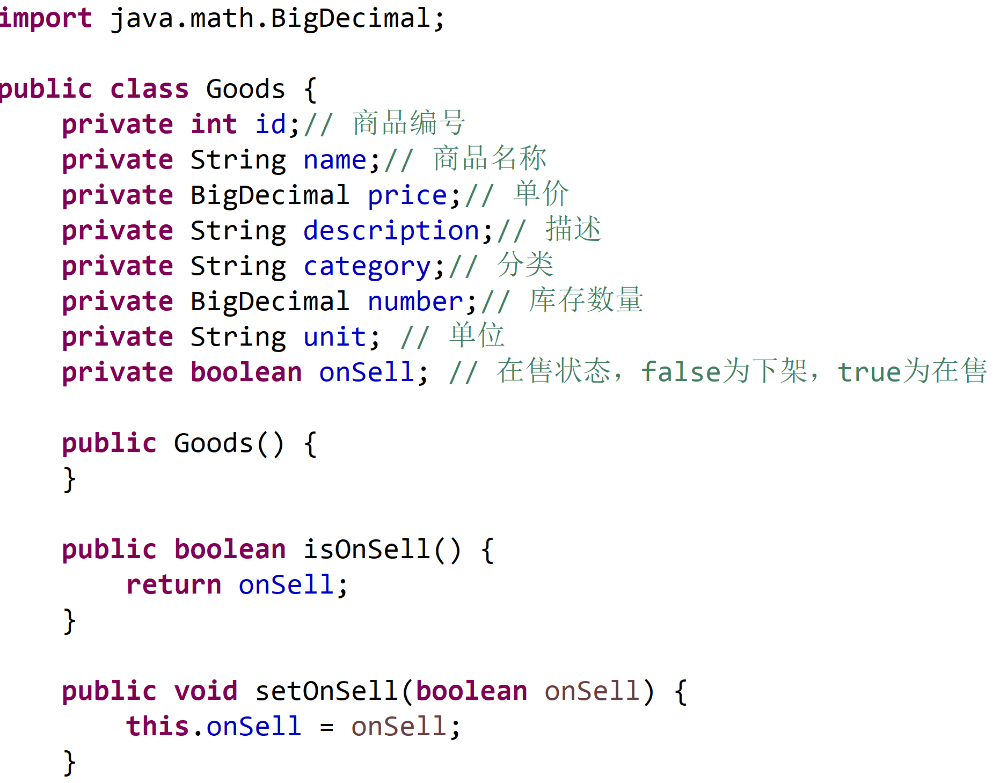 import java.math.BigDecimal;
public class Goods {
private int id;// 商品编号
private String name;// 商品名称
private BigDecimal price;// 单价
private String description;// 描述
private String category;// 分类
private BigDecimal number;// 库存数量
private String unit; // 单位
private boolean onSell; // 在售状态，false为下架，true为在售
public Goods() {
}
public boolean isOnSell() {
return onSell;
}
public void setOnSell(boolean onSell) {
this.onSell = onSell;
}